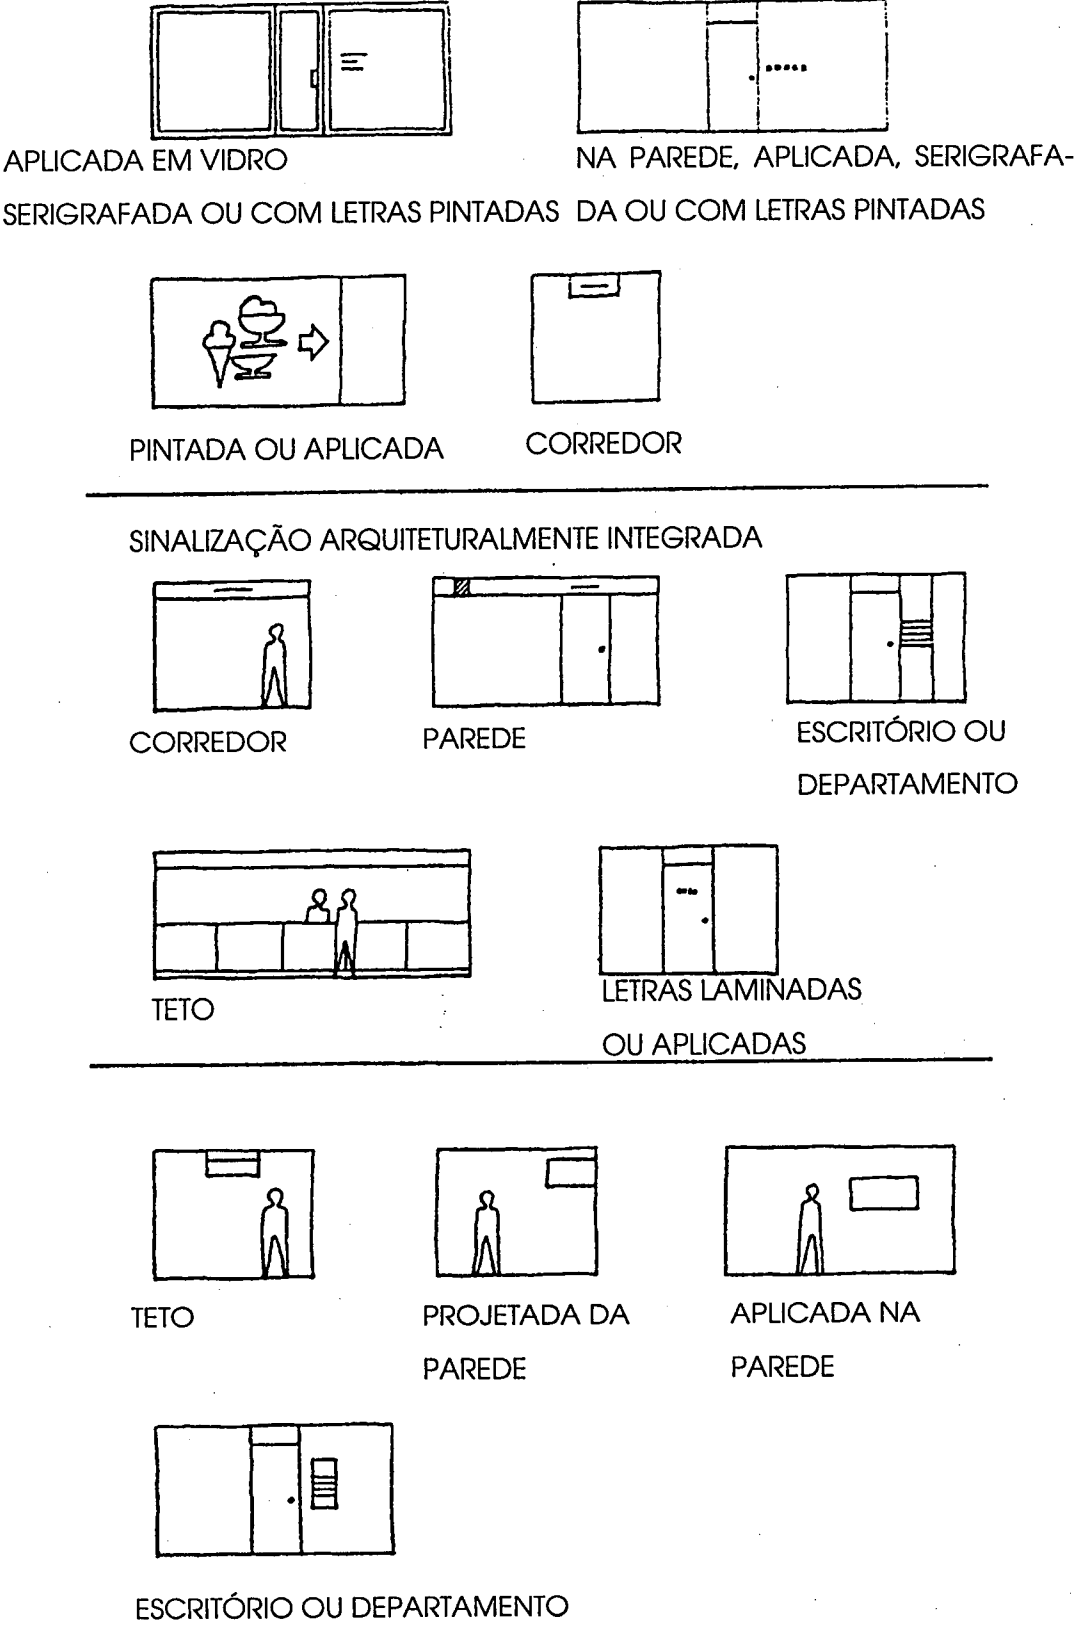 APLICADA EM VIDRO
SERIGRAFADA OU COM LETRAS PINTADAS
NA PAREDE, APLICADA, SERIGRAFA-
DA OU COM LETRAS PINTADAS
PINTADA OU APLICADA
CORREDOR
SINALIZAÇÃO ARQUITETURALMENTE INTEGRADA
CORREDOR
PAREDE
ESCRITÓRIO OU
DEPARTAMENTO
TETO
LETRAS LAMINADAS
OU APLICADAS
TETO
PROJETADA DA
PAREDE
APLICADA NA
PAREDE
ESCRITÓRIO OU DEPARTAMENTO